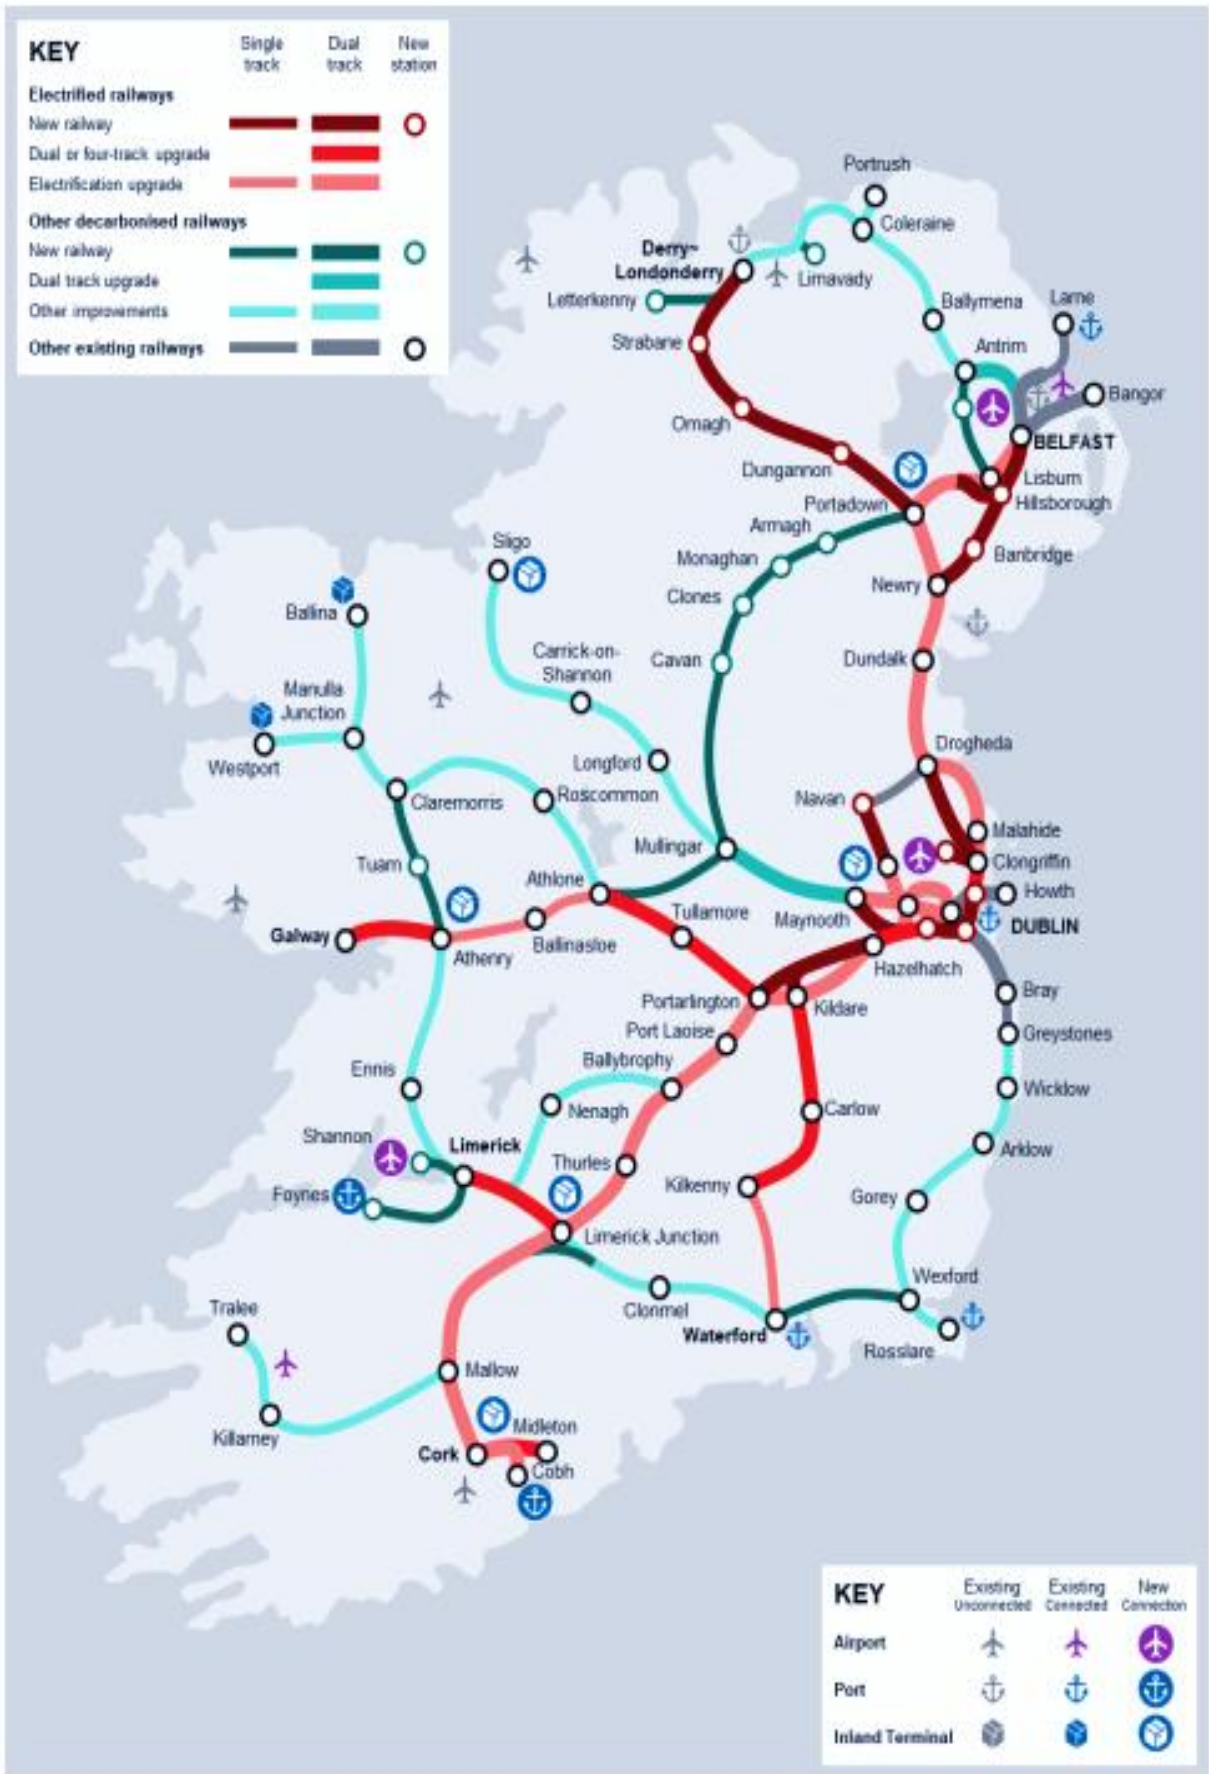 KEY
Single track
Dual track
New station
Electrified railways
New railway
Dual or four-track upgrade
Electrification upgrade
Other decarbonised railways
New railway
Dual track upgrade
Other improvements
Other existing railways
Portrush
Coleraine
Derry~
Londonderry
Limavady
Letterkenny
Ballymena
Larne
Strabane
Antrim
Bangor
Omagh
BELFAST
Dungannon
Lisburn
Hillsborough
Portadown
Armagh
Sligo
Monaghan
Banbridge
Newry
Clones
Ballina
Carrick-on-
Shannon
Cavan
Dundalk
Manulla
Junction
Drogheda
Westport
Longford
Roscommon
Claremorris
Navan
Malahide
Mullingar
Clongriffin
Tuam
Athlone
Howth
Tullamore
Maynooth
DUBLIN
Galway
Ballinasloe
Athenry
Hazelhatch
Bray
Portarlington
Kildare
Port Laoise
Greystones
Ballybrophy
Ennis
Wicklow
Nenagh
Carlow
Shannon
Limerick
Arklow
Thurles
Kilkenny
Foynes
Gorey
Limerick Junction
Wexford
Tralee
Clonmel
Waterford
Rosslare
Mallow
Killarney
Midleton
Cork
Cobh
KEY
Existing Unconnected
Existing Connected
New Connection
Airport
Port
Inland Terminal